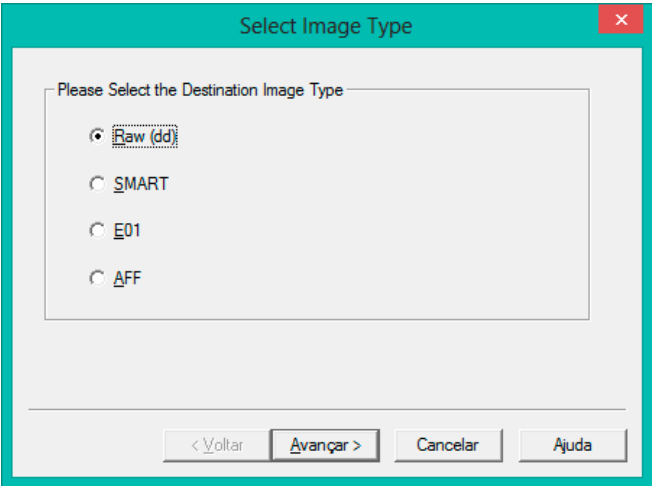 Select Image Type
Please Select the Destination Image Type
Raw (dd)
SMART
E01
AFF
< Voltar Avançar > Cancelar Ajuda